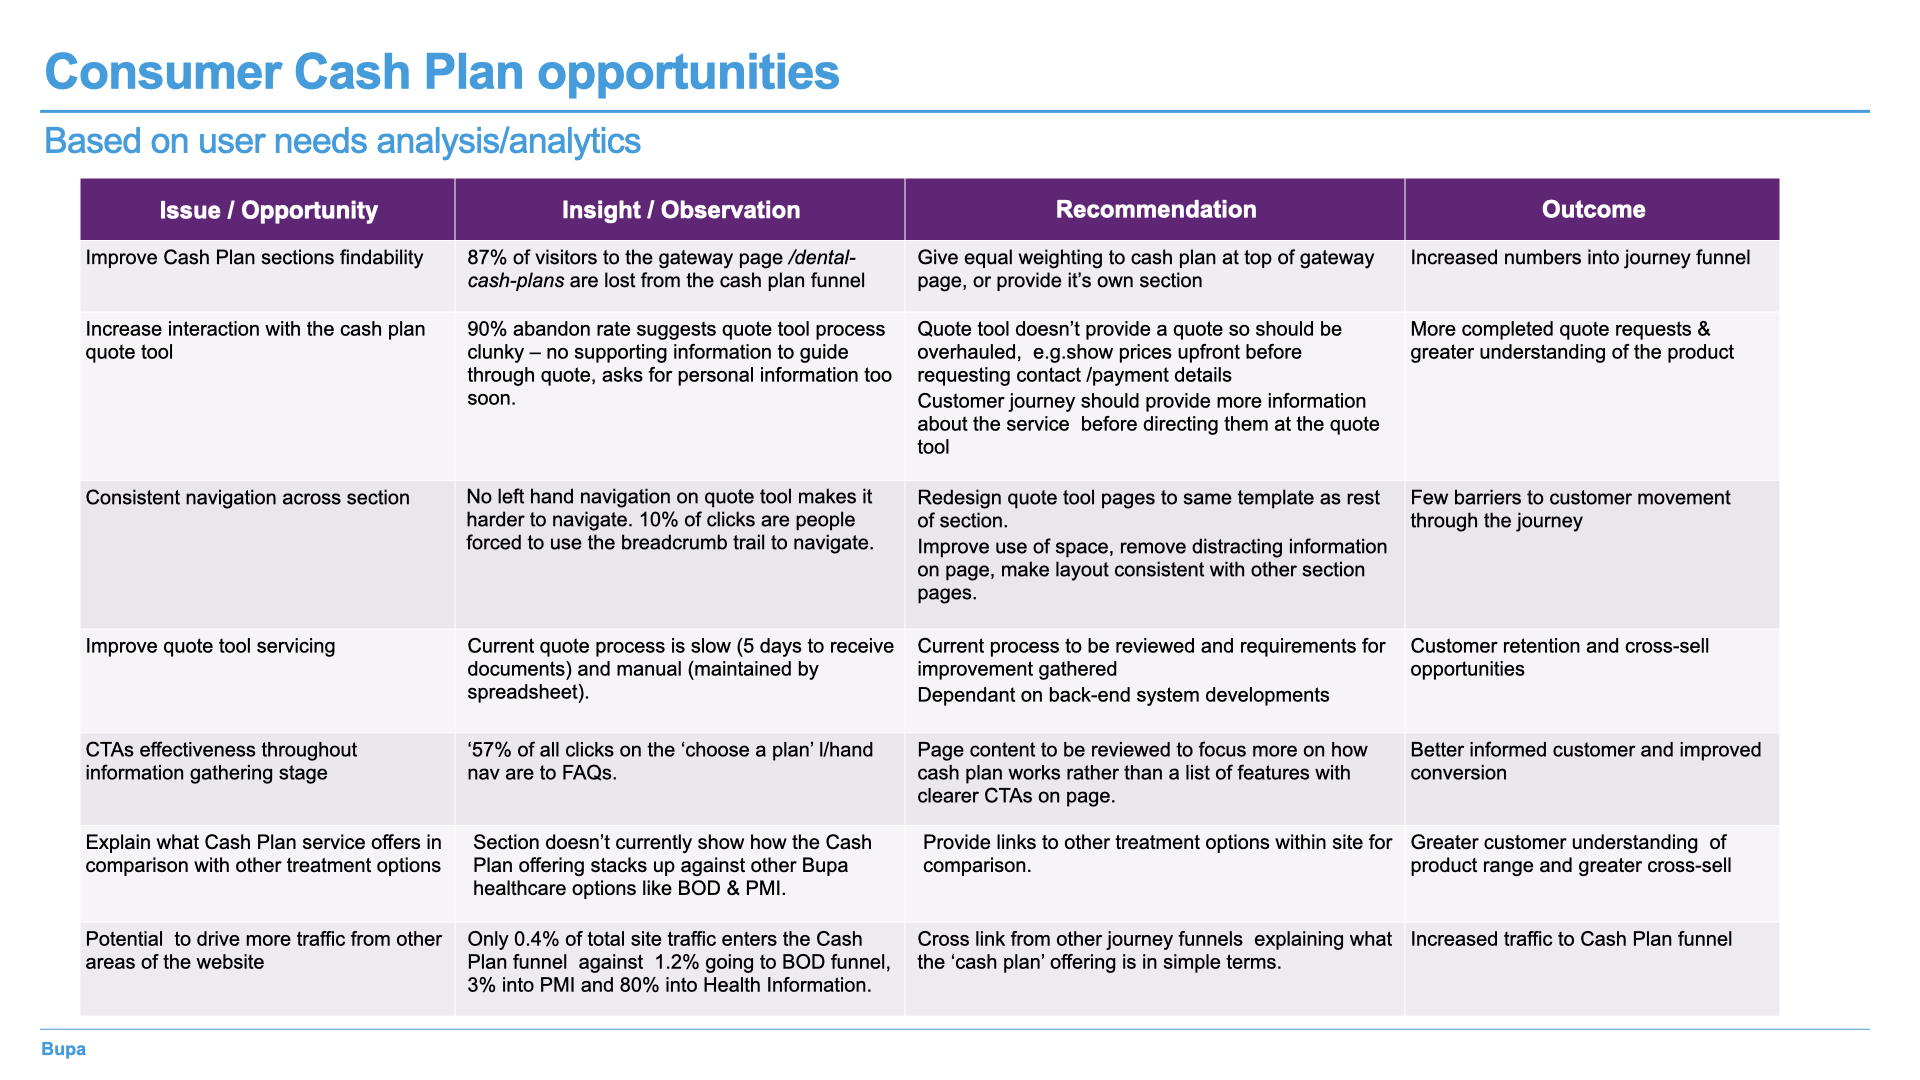 Consumer Cash Plan opportunities
Based on user needs analysis/analytics
Issue / Opportunity
Insight / Observation
Recommendation
Outcome
Improve Cash Plan sections findability
87% of visitors to the gateway page /dental-
cash-plans are lost from the cash plan funnel
Give equal weighting to cash plan at top of gateway
page, or provide it’s own section
Increased numbers into journey funnel
Increase interaction with the cash plan
quote tool
90% abandon rate suggests quote tool process
clunky – no supporting information to guide
through quote, asks for personal information too
soon.
Quote tool doesn’t provide a quote so should be
overhauled,  e.g.show prices upfront before
requesting contact /payment details
Customer journey should provide more information
about the service  before directing them at the quote
tool
More completed quote requests &
greater understanding of the product
Consistent navigation across section
No left hand navigation on quote tool makes it
harder to navigate. 10% of clicks are people
forced to use the breadcrumb trail to navigate.
Redesign quote tool pages to same template as rest
of section.
Improve use of space, remove distracting information
on page, make layout consistent with other section
pages.
Few barriers to customer movement
through the journey
Improve quote tool servicing
Current quote process is slow (5 days to receive
documents) and manual (maintained by
spreadsheet).
Current process to be reviewed and requirements for
improvement gathered
Dependant on back-end system developments
Customer retention and cross-sell
opportunities
CTAs effectiveness throughout
information gathering stage
‘57% of all clicks on the ‘choose a plan’ l/hand
nav are to FAQs.
Page content to be reviewed to focus more on how
cash plan works rather than a list of features with
clearer CTAs on page.
Better informed customer and improved
conversion
Explain what Cash Plan service offers in
comparison with other treatment options
Section doesn’t currently show how the Cash
Plan offering stacks up against other Bupa
healthcare options like BOD & PMI.
Provide links to other treatment options within site for
comparison.
Greater customer understanding  of
product range and greater cross-sell
Potential  to drive more traffic from other
areas of the website
Only 0.4% of total site traffic enters the Cash
Plan funnel  against  1.2% going to BOD funnel,
3% into PMI and 80% into Health Information.
Cross link from other journey funnels  explaining what
the ‘cash plan’ offering is in simple terms.
Increased traffic to Cash Plan funnel
Bupa